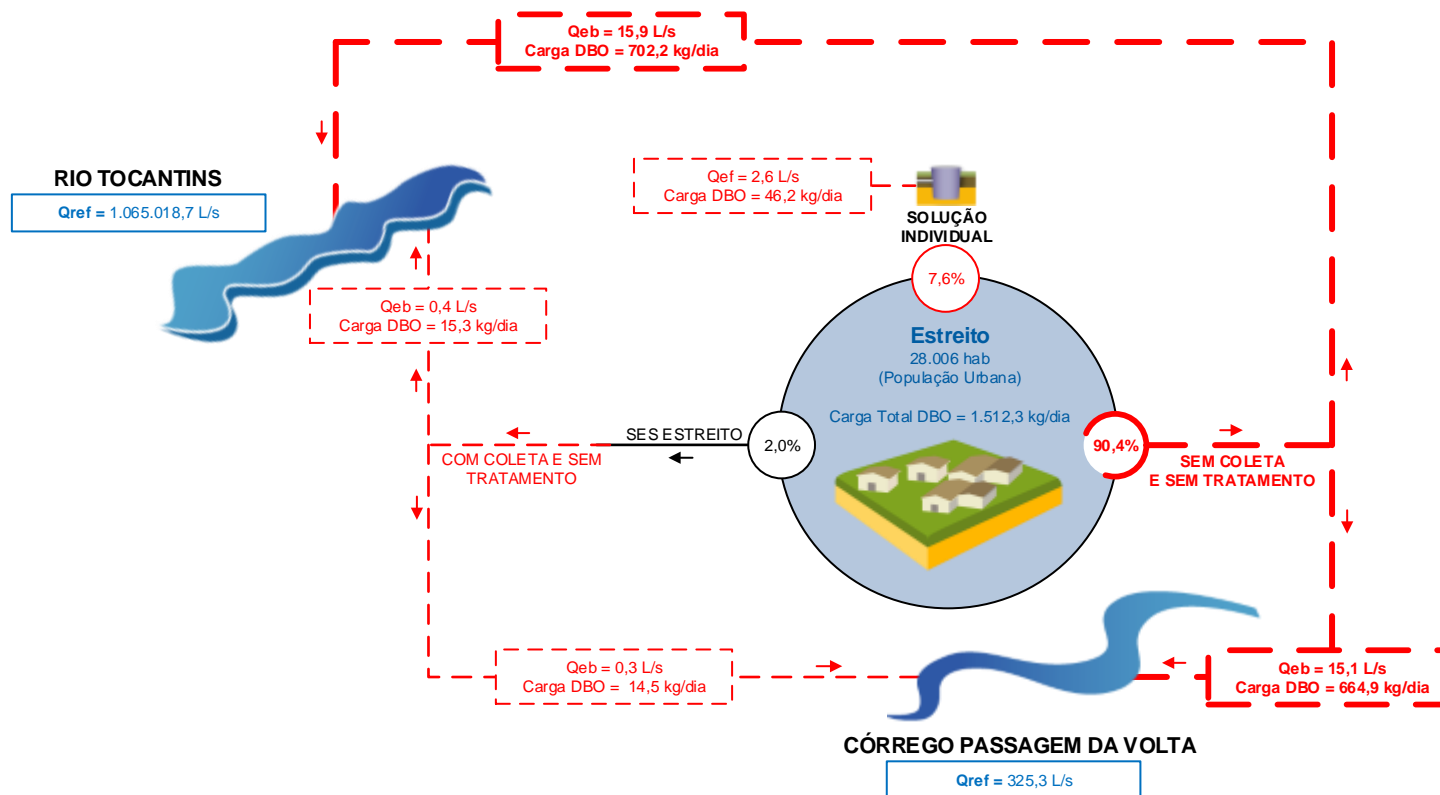 Qeb = 15,9 L/s
Carga DBO = 702,2 kg/dia
RIO TOCANTINS
Qref = 1.065.018,7 L/s
Qef = 2,6 L/s
Carga DBO = 46,2 kg/dia
SOLUÇÃO
INDIVIDUAL
7,6%
Qeb = 0,4 L/s
Carga DBO = 15,3 kg/dia
Estreito
28.006 hab
(População Urbana)
Carga Total DBO = 1.512,3 kg/dia
SES ESTREITO
2,0%
90,4%
COM COLETA E SEM
TRATAMENTO
SEM COLETA
E SEM TRATAMENTO
Qeb = 0,3 L/s
Carga DBO = 14,5 kg/dia
Qeb = 15,1 L/s
Carga DBO = 664,9 kg/dia
CÓRREGO PASSAGEM DA VOLTA
Qref = 325,3 L/s